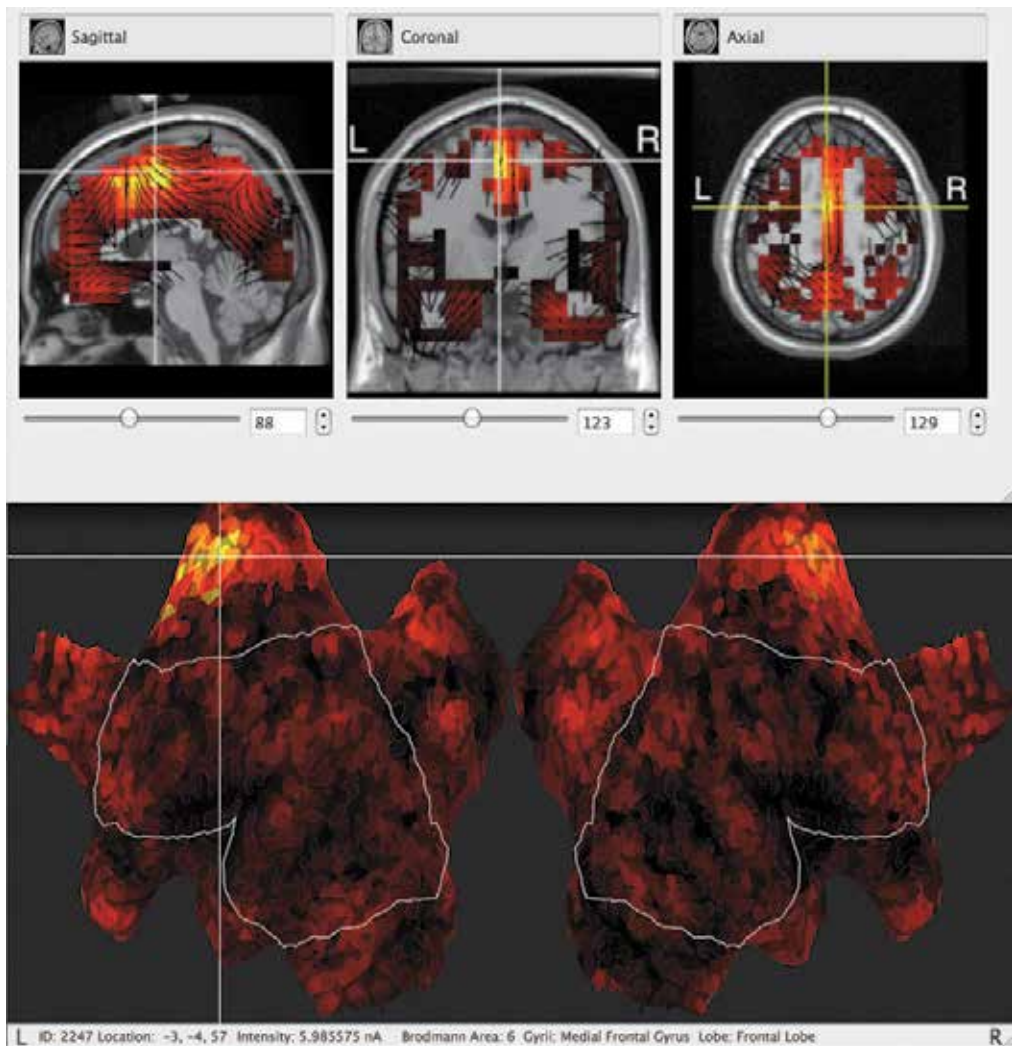 Sagittal
Coronal
Axial
L R
L R
88
123
129
L ID: 2247 Location: -3, -4, 57 Intensity: 5.985575 nA Brodmann Area: 6 Gyrii: Medial Frontal Gyrus Lobe: Frontal Lobe R